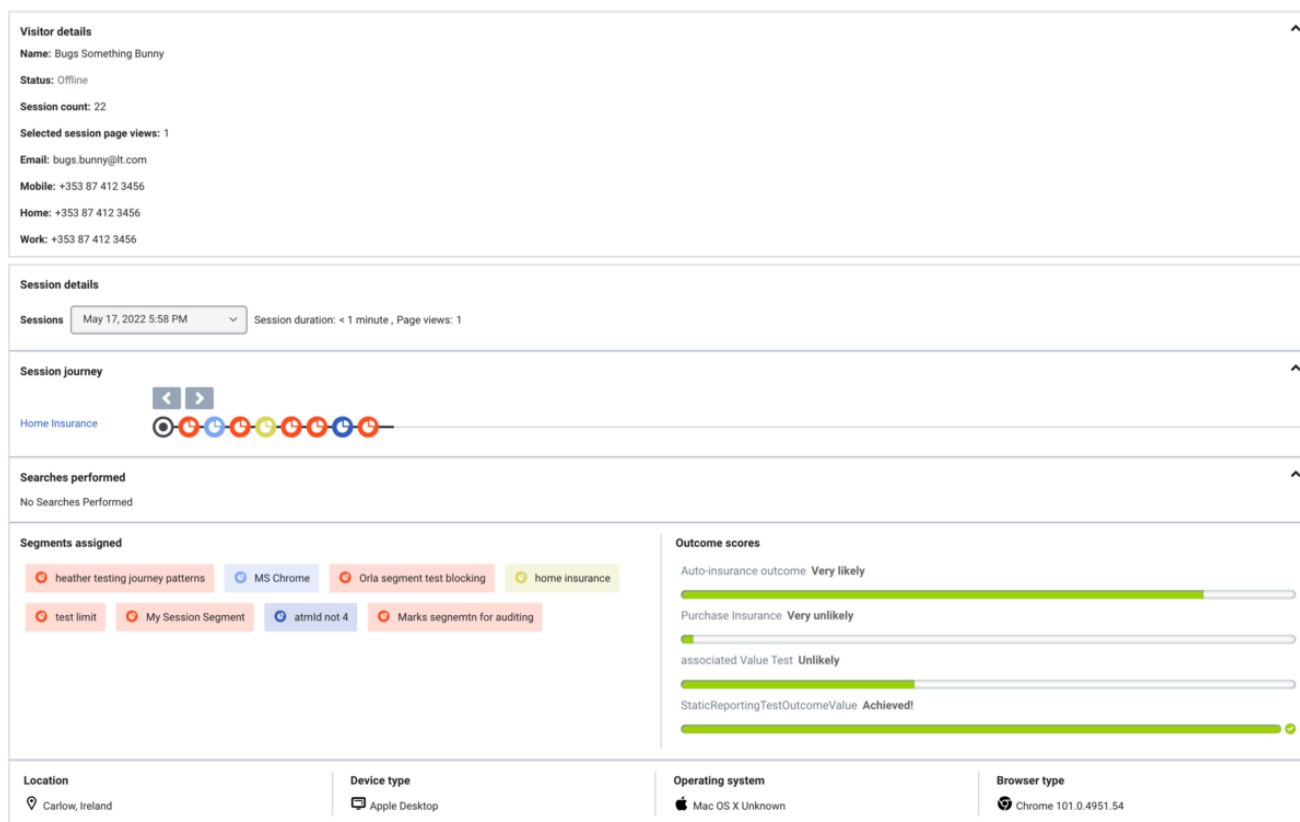 Visitor details
Name: Bugs Something Bunny
Status: Offline
Session count: 22
Selected session page views: 1
Email: bugs.bunny@lt.com
Mobile: +353 87 412 3456
Home: +353 87 412 3456
Work: +353 87 412 3456
Session details
Sessions May 17, 2022 5:58 PM Session duration: < 1 minute , Page views: 1
Session journey
Home Insurance
Searches performed
No Searches Performed
Segments assigned
heather testing journey patterns MS Chrome Orla segment test blocking home insurance
test limit My Session Segment atmId not 4 Marks segnemtn for auditing
Outcome scores
Auto-insurance outcome Very likely
Purchase Insurance Very unlikely
associated Value Test Unlikely
StaticReportingTestOutcomeValue Achieved!
Location
Carlow, Ireland
Device type
Apple Desktop
Operating system
Mac OS X Unknown
Browser type
Chrome 101.0.4951.54